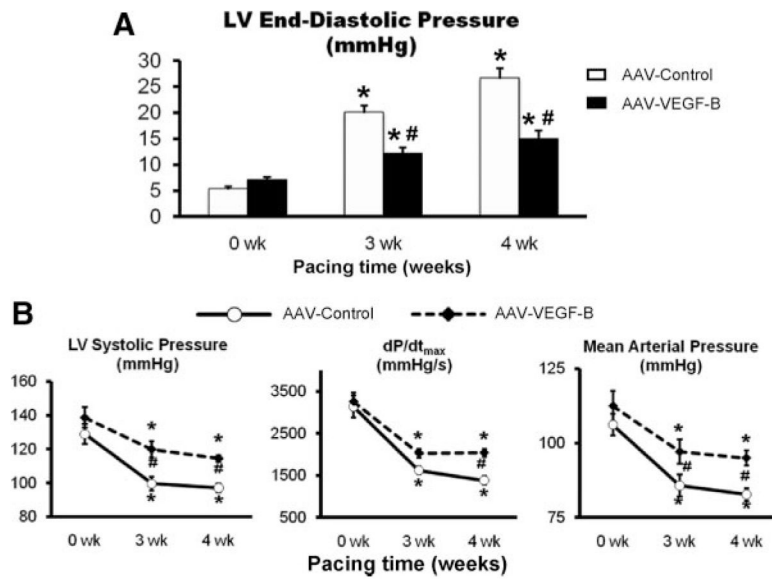 A
LV End-Diastolic Pressure
(mmHg)
30
25
20
15
10
5
0
*
*
* #
* #
AAV-Control
AAV-VEGF-B
0 wk
3 wk
4 wk
Pacing time (weeks)
B
AAV-Control
AAV-VEGF-B
LV Systolic Pressure
(mmHg)
160
140
120
100
80
*
*
#
#
*
*
0 wk
3 wk
4 wk
dP/dtmax
(mmHg/s)
3500
2500
1500
500
*
*
#
*
*
0 wk
3 wk
4 wk
Mean Arterial Pressure
(mmHg)
125
100
75
*
*
#
#
*
*
0 wk
3 wk
4 wk
Pacing time (weeks)